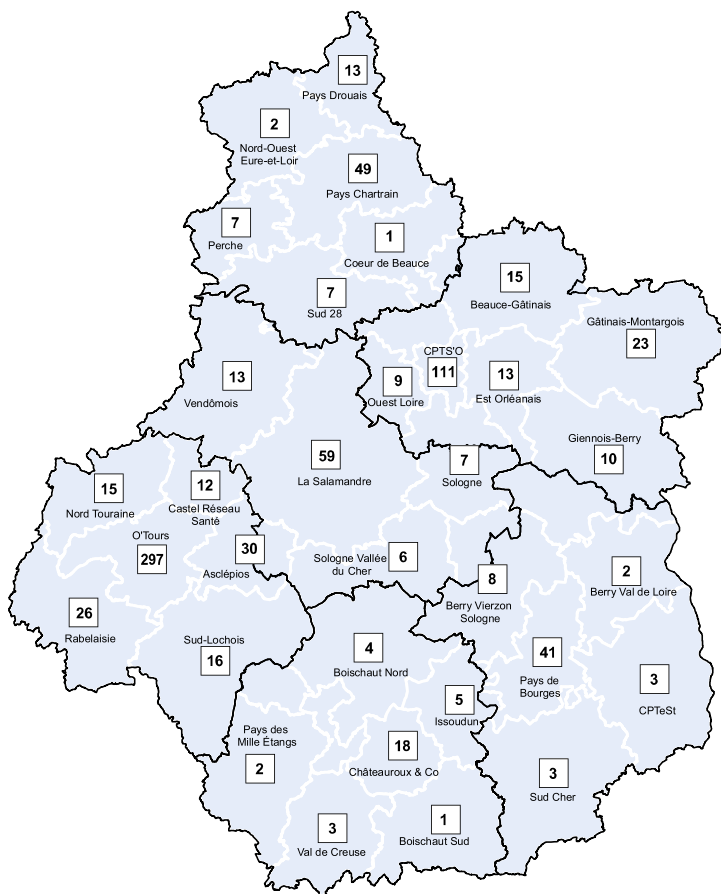 13
Pays Drouais
2
Nord-Ouest
Eure-et-Loir
49
Pays Chartrain
7
Perche
1
Coeur de Beauce
7
Sud 28
15
Beauce-Gâtinais
Gâtinais-Montargois
23
CPTS'O
111
9
Ouest Loire
13
Est Orléanais
13
Vendômois
Giennois-Berry
10
59
La Salamandre
7
Sologne
15
Nord Touraine
12
Castel Réseau
Santé
O'Tours
297
30
Asclépios
Sologne Vallée
du Cher
6
8
Berry Vierzon
Sologne
2
Berry Val de Loire
26
Rabelaisie
Sud-Lochois
16
4
Boischaut Nord
41
Pays de
Bourges
3
CPTeSt
5
Issoudun
Pays des
Mille Étangs
2
18
Châteauroux & Co
3
Sud Cher
3
Val de Creuse
1
Boischaut Sud